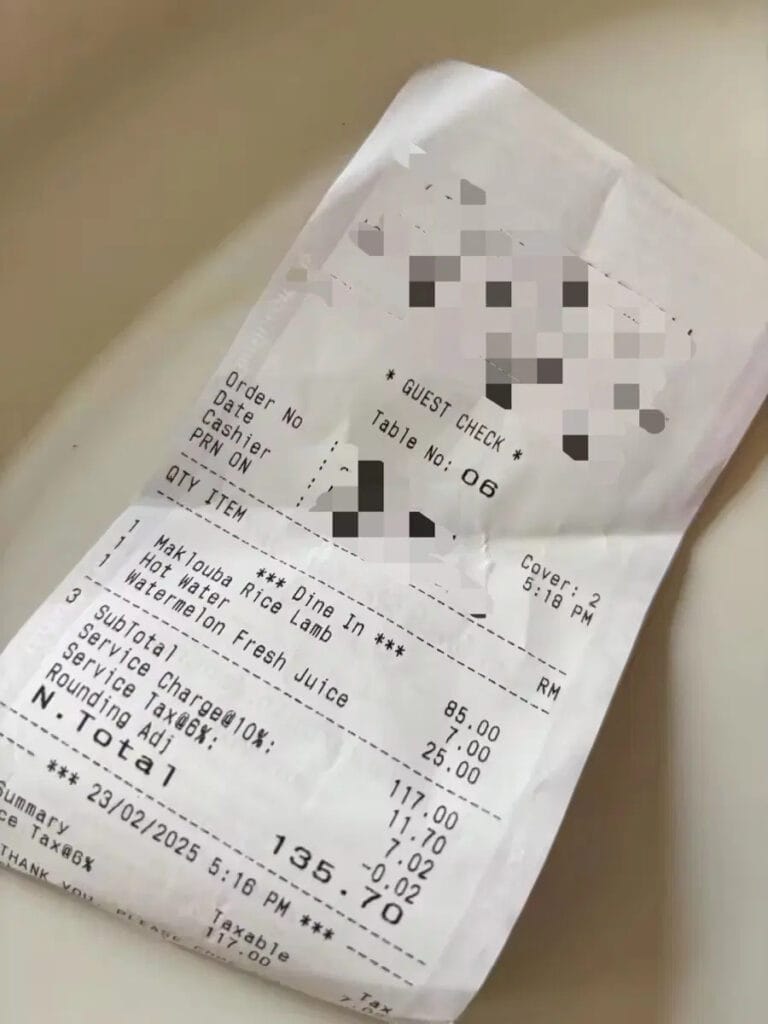 * GUEST CHECK *
Table No: 06
Order No
Date
Cashier
PRN ON
Cover: 2
5:18 PM
QTY ITEM RM
*** Dine In ***
1 Maklouba Rice Lamb 85.00
1 Hot Water 7.00
1 Watermelon Fresh Juice 25.00
3 SubTotal 117.00
Service Charge@10%: 11.70
Service Tax@6%: 7.02
Rounding Adj -0.02
N.Total 135.70
*** 23/02/2025 5:16 PM ***
Summary Taxable Tax
ce Tax@6% 117.00
THANK YOU, PLEASE